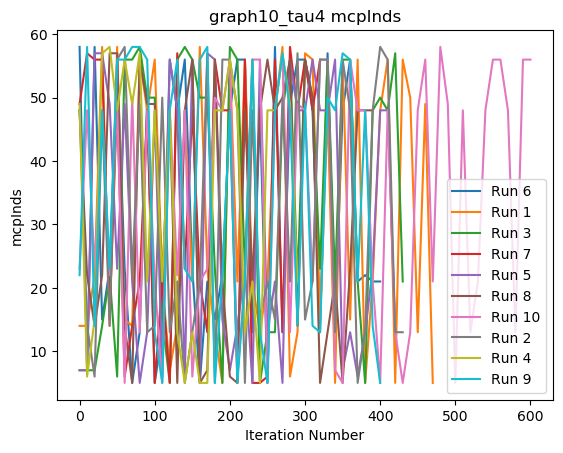 graph10_tau4 mcpInds
mcpInds
60
50
40
30
20
10
0
100
200
300
400
500
600
Iteration Number
Run 6
Run 1
Run 3
Run 7
Run 5
Run 8
Run 10
Run 2
Run 4
Run 9